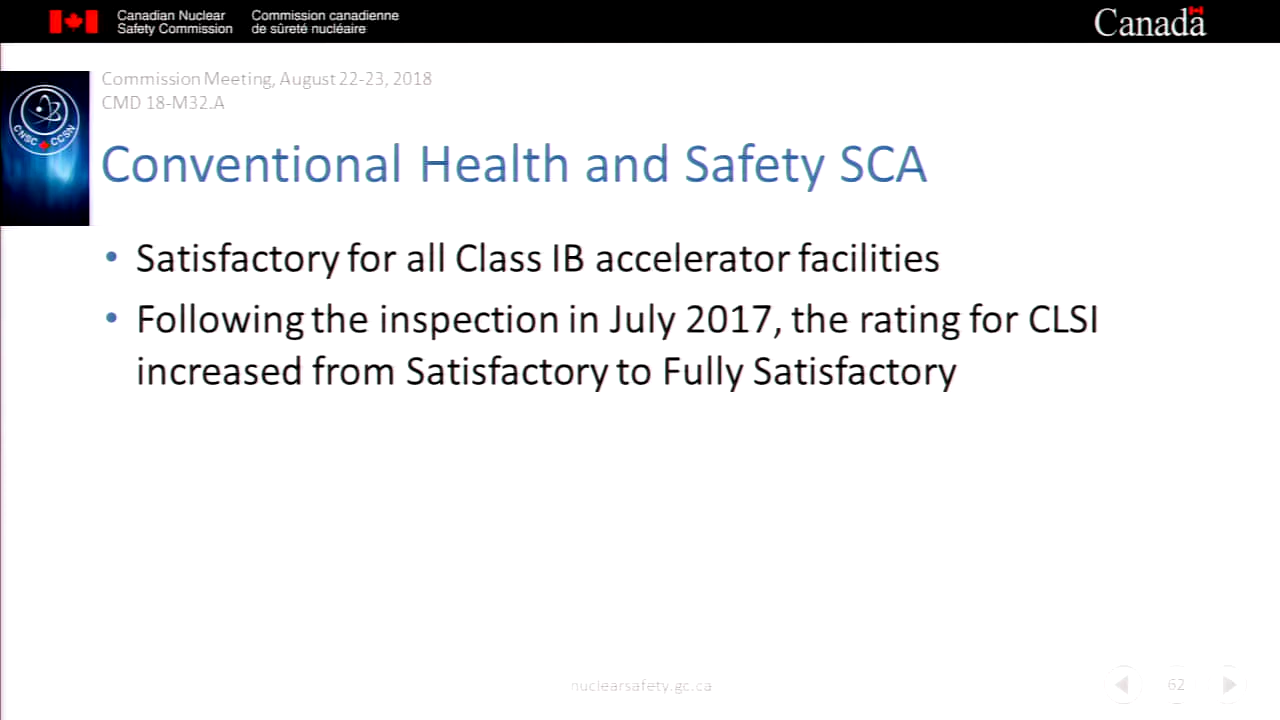 Canadian Nuclear
Safety Commission
Commission canadienne
de sûreté nucléaire
Canada
Commission Meeting, August 22-23, 2018
CMD 18-M32.A
CNSC CCSN
Conventional Health and Safety SCA
• Satisfactory for all Class IB accelerator facilities
• Following the inspection in July 2017, the rating for CLSI
increased from Satisfactory to Fully Satisfactory
nuclearsafety.gc.ca
62